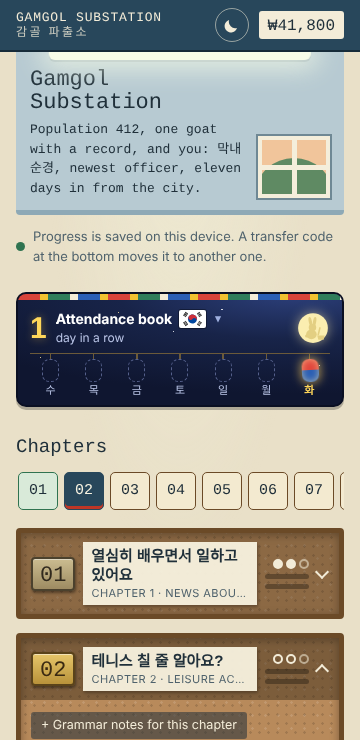 GAMGOL SUBSTATION
감골 파출소
₩41,800
Gamgol
Substation
Population 412, one goat
with a record, and you: 막내
순경, newest officer, eleven
days in from the city.
Progress is saved on this device. A transfer code
at the bottom moves it to another one.
1 Attendance book
day in a row
수 목 금 토 일 월 화
Chapters
01 02 03 04 05 06 07
01
열심히 배우면서 일하고
있어요
CHAPTER 1 · NEWS ABOU…
02
테니스 칠 줄 알아요?
CHAPTER 2 · LEISURE AC…
+ Grammar notes for this chapter